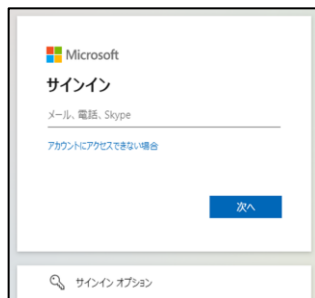 Microsoft
サインイン
メール、電話、Skype
アカウントにアクセスできない場合
次へ
サインイン オプション